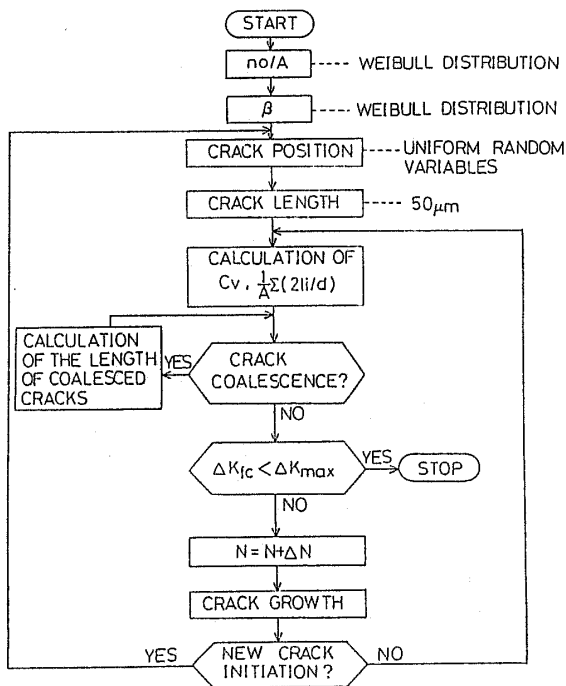 START
no/A
WEIBULL DISTRIBUTION
β
WEIBULL DISTRIBUTION
CRACK POSITION
UNIFORM RANDOM
VARIABLES
CRACK LENGTH
50μm
CALCULATION OF
Cv, 1/A Σ(2li/d)
CALCULATION
OF THE LENGTH
OF COALESCED
CRACKS
YES
CRACK
COALESCENCE?
NO
ΔKfc<ΔKmax
YES
STOP
NO
N=N+ΔN
CRACK GROWTH
YES
NEW CRACK
INITIATION?
NO